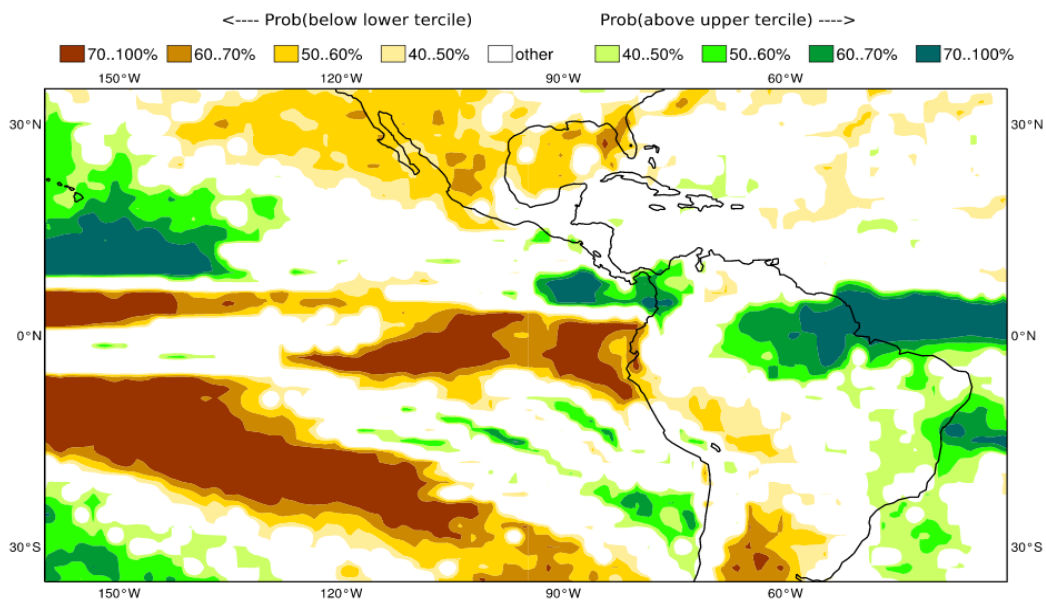 <---- Prob(below lower tercile) Prob(above upper tercile) ---->
70..100% 60..70% 50..60% 40..50% other 40..50% 50..60% 60..70% 70..100%
150°W 120°W 90°W 60°W
30°N 30°N
0°N 0°N
30°S 30°S
150°W 120°W 90°W 60°W